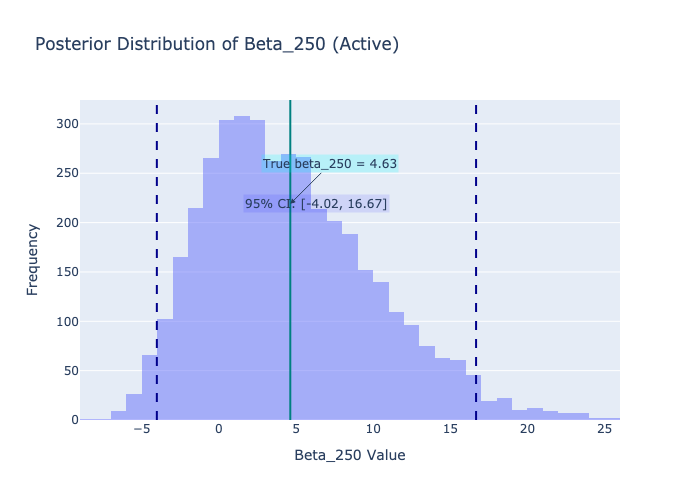 Posterior Distribution of Beta_250 (Active)
300
True beta_250 = 4.63
250
95% CI: [-4.02, 16.67]
200
150
100
50
0
Frequency
−5
0
5
10
15
20
25
Beta_250 Value